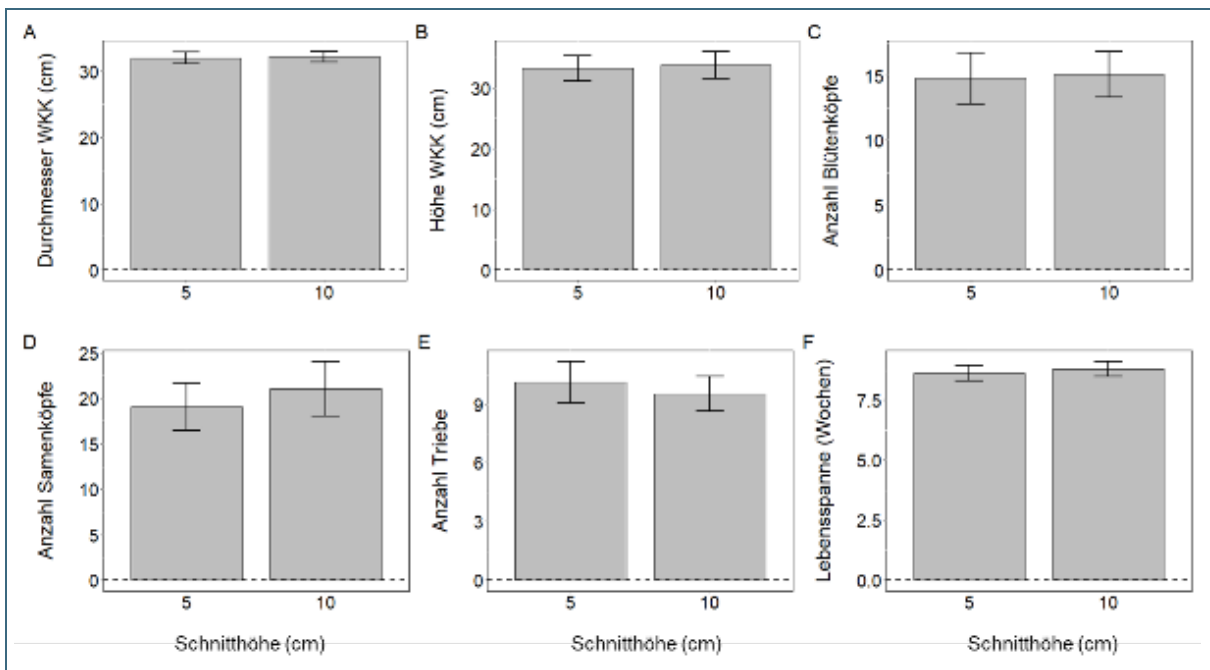 A
B
C
Durchmesser WKK (cm)
30
20
10
0
5
10
Höhe WKK (cm)
30
20
10
0
5
10
Anzahl Blütenköpfe
15
10
5
0
5
10
D
E
F
Anzahl Samenköpfe
25
20
15
10
5
0
5
10
Schnitthöhe (cm)
Anzahl Triebe
9
6
3
0
5
10
Schnitthöhe (cm)
Lebensspanne (Wochen)
7.5
5.0
2.5
0.0
5
10
Schnitthöhe (cm)